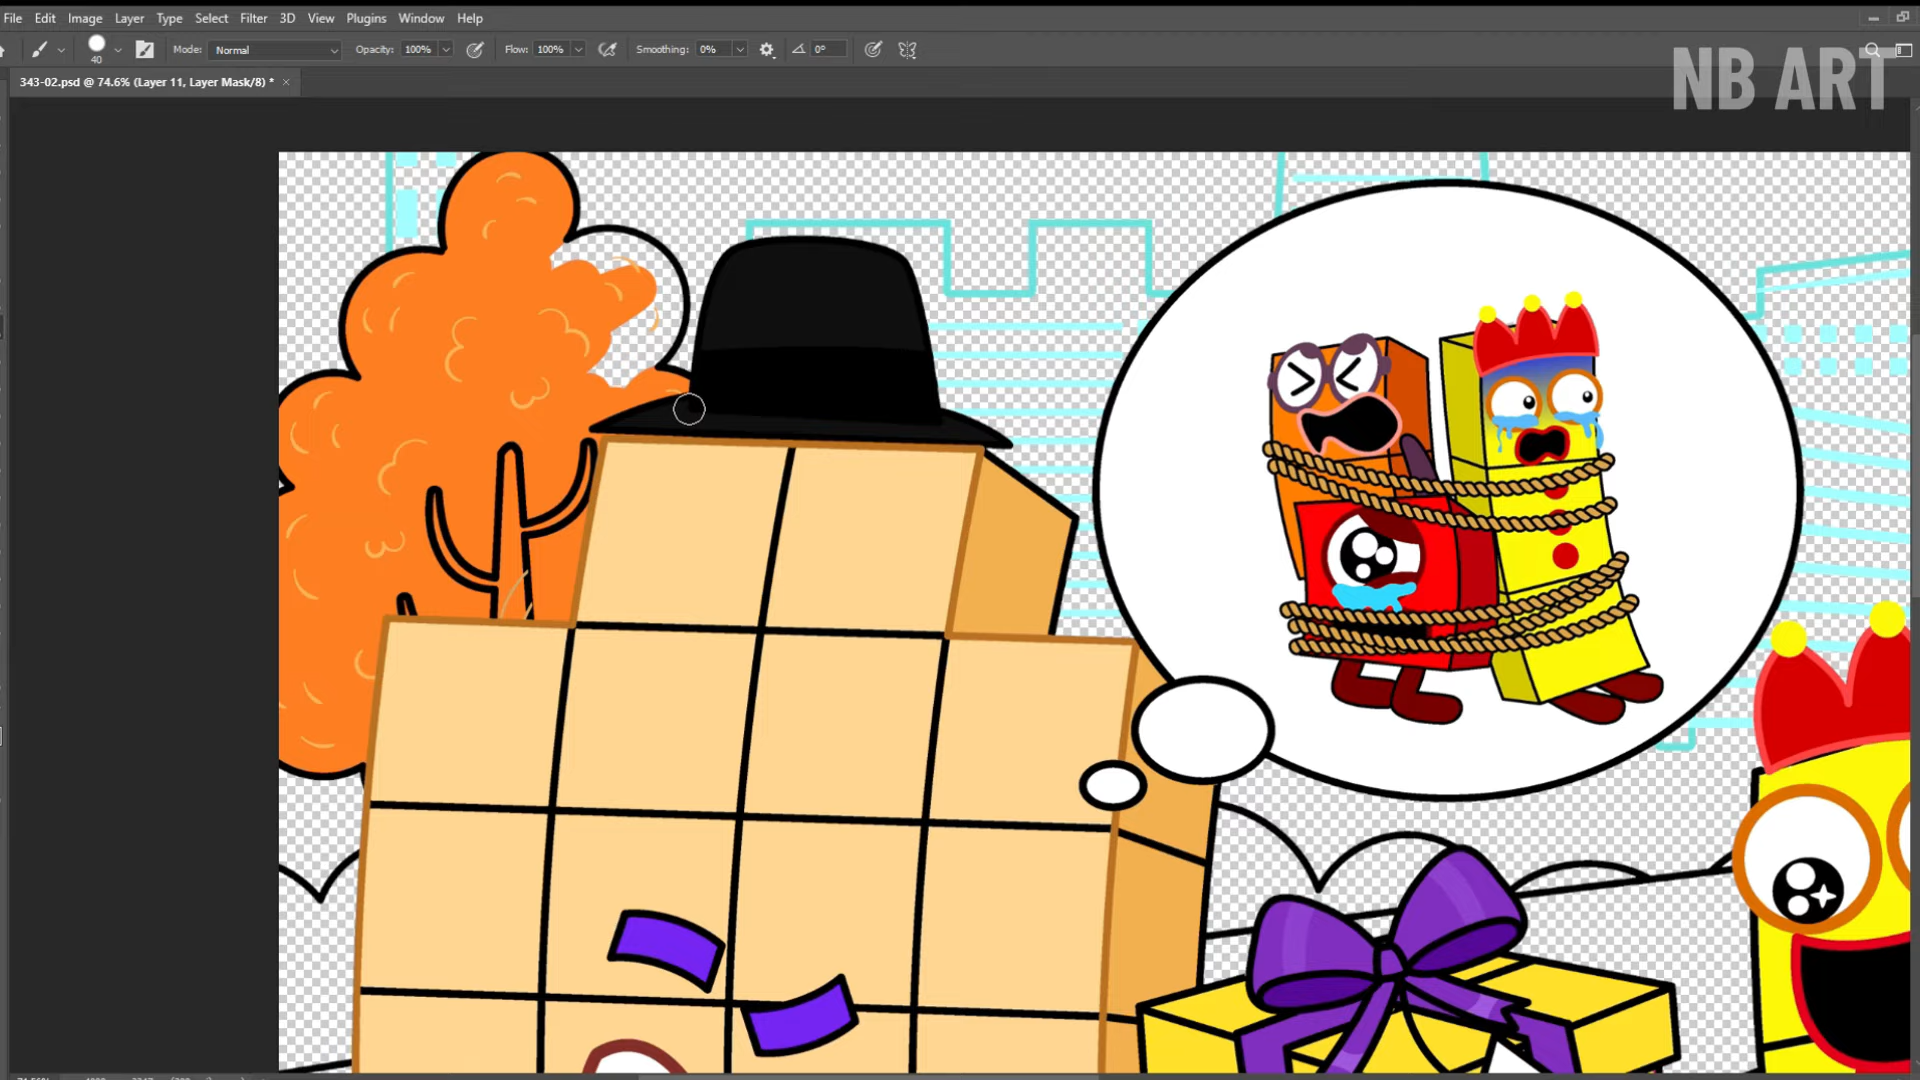 File Edit Image Layer Type Select Filter 3D View Plugins Window Help
40 Mode: Normal Opacity: 100% Flow: 100% Smoothing: 0% 0°
NB ART
343-02.psd @ 74.6% (Layer 11, Layer Mask/8) * ×